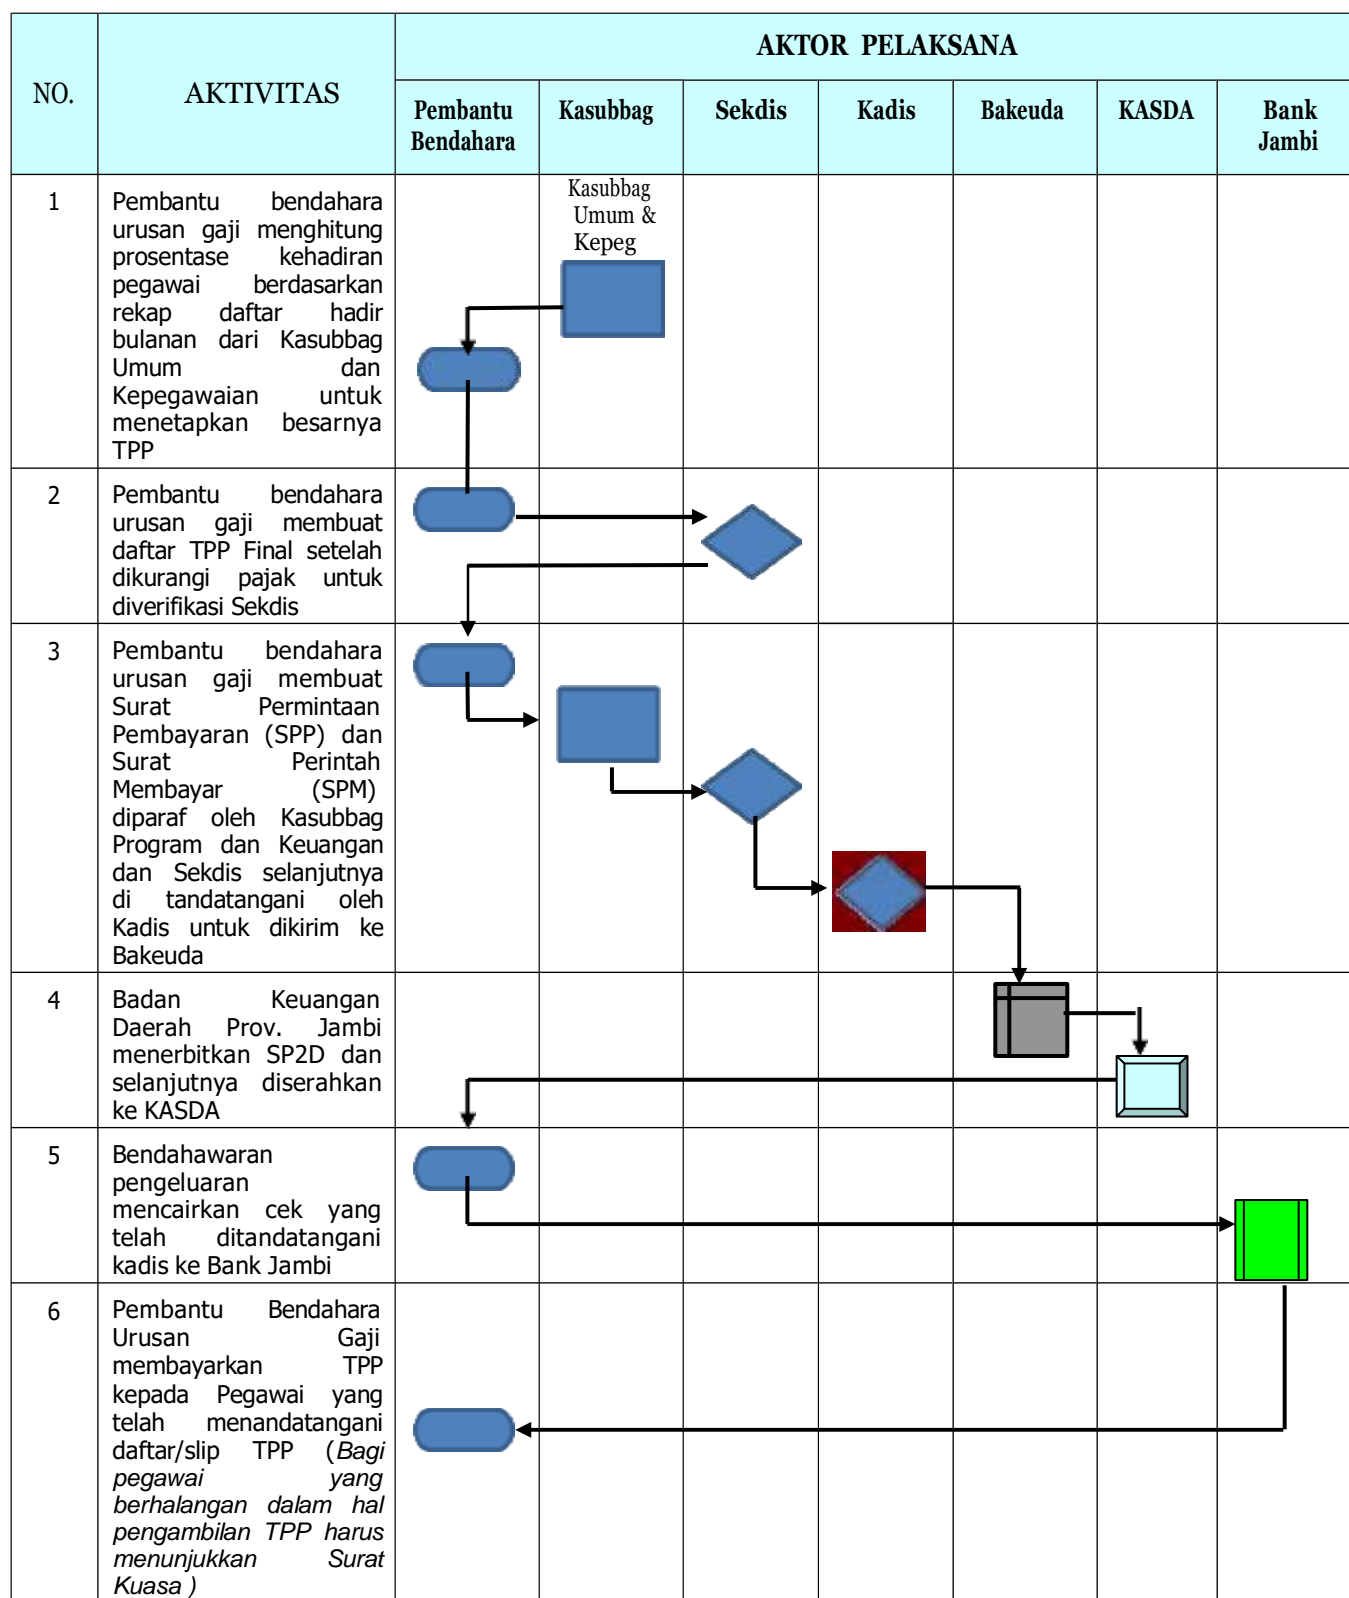 AKTOR PELAKSANA
NO.
AKTIVITAS
Pembantu
Bendahara
Kasubbag
Sekdis
Kadis
Bakeuda
KASDA
Bank
Jambi
1
Pembantu bendahara
urusan gaji menghitung
prosentase kehadiran
pegawai berdasarkan
rekap daftar hadir
bulanan dari Kasubbag
Umum dan
Kepegawaian untuk
menetapkan besarnya
TPP
Kasubbag
Umum &
Kepeg
2
Pembantu bendahara
urusan gaji membuat
daftar TPP Final setelah
dikurangi pajak untuk
diverifikasi Sekdis
3
Pembantu bendahara
urusan gaji membuat
Surat Permintaan
Pembayaran (SPP) dan
Surat Perintah
Membayar (SPM)
diparaf oleh Kasubbag
Program dan Keuangan
dan Sekdis selanjutnya
di tandatangani oleh
Kadis untuk dikirim ke
Bakeuda
4
Badan Keuangan
Daerah Prov. Jambi
menerbitkan SP2D dan
selanjutnya diserahkan
ke KASDA
5
Bendahawaran
pengeluaran
mencairkan cek yang
telah ditandatangani
kadis ke Bank Jambi
6
Pembantu Bendahara
Urusan Gaji
membayarkan TPP
kepada Pegawai yang
telah menandatangani
daftar/slip TPP (Bagi
pegawai yang
berhalangan dalam hal
pengambilan TPP harus
menunjukkan Surat
Kuasa )